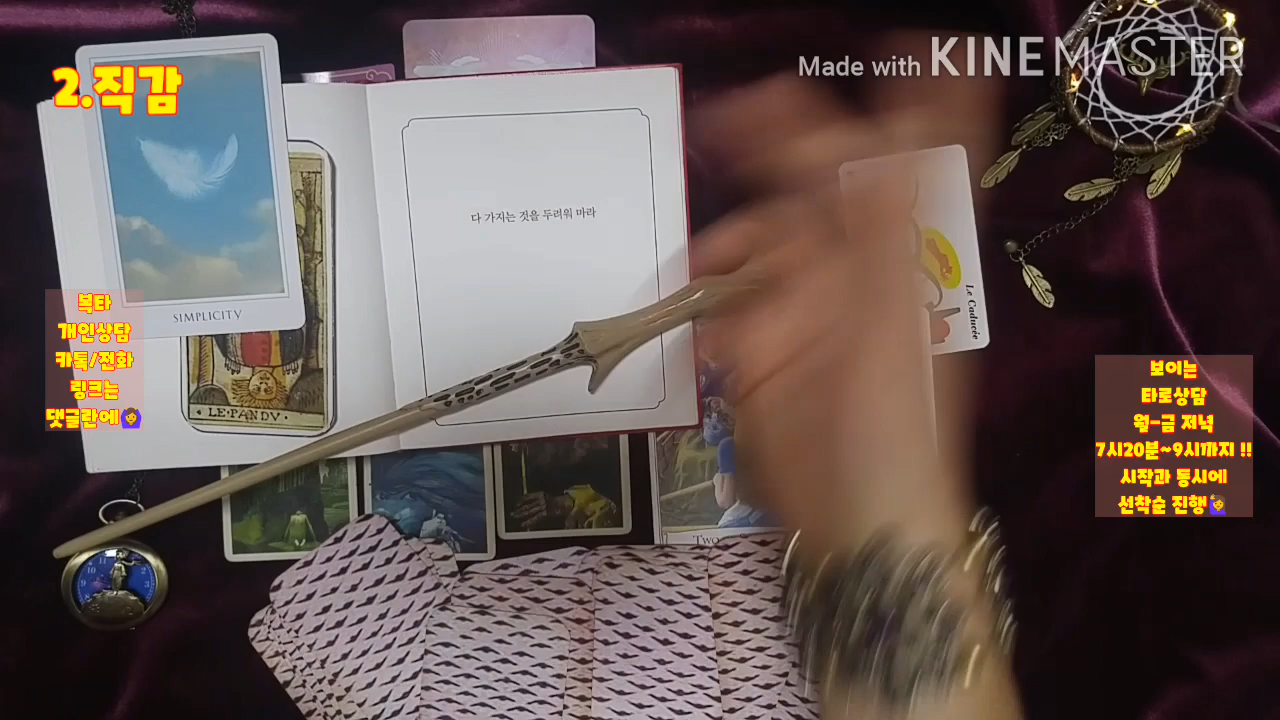 2.직감
Made with KINEMASTER
다 가지는 것을 두려워 마라
SIMPLICITY
LE·PANDV·
Le Caducée
Two
복타
개인상담
카톡/전화
링크는
댓글란에🙆‍♀️
보이는
타로상담
월-금 저녁
7시20분~9시까지 !!
시작과 동시에
선착순 진행🙋‍♀️